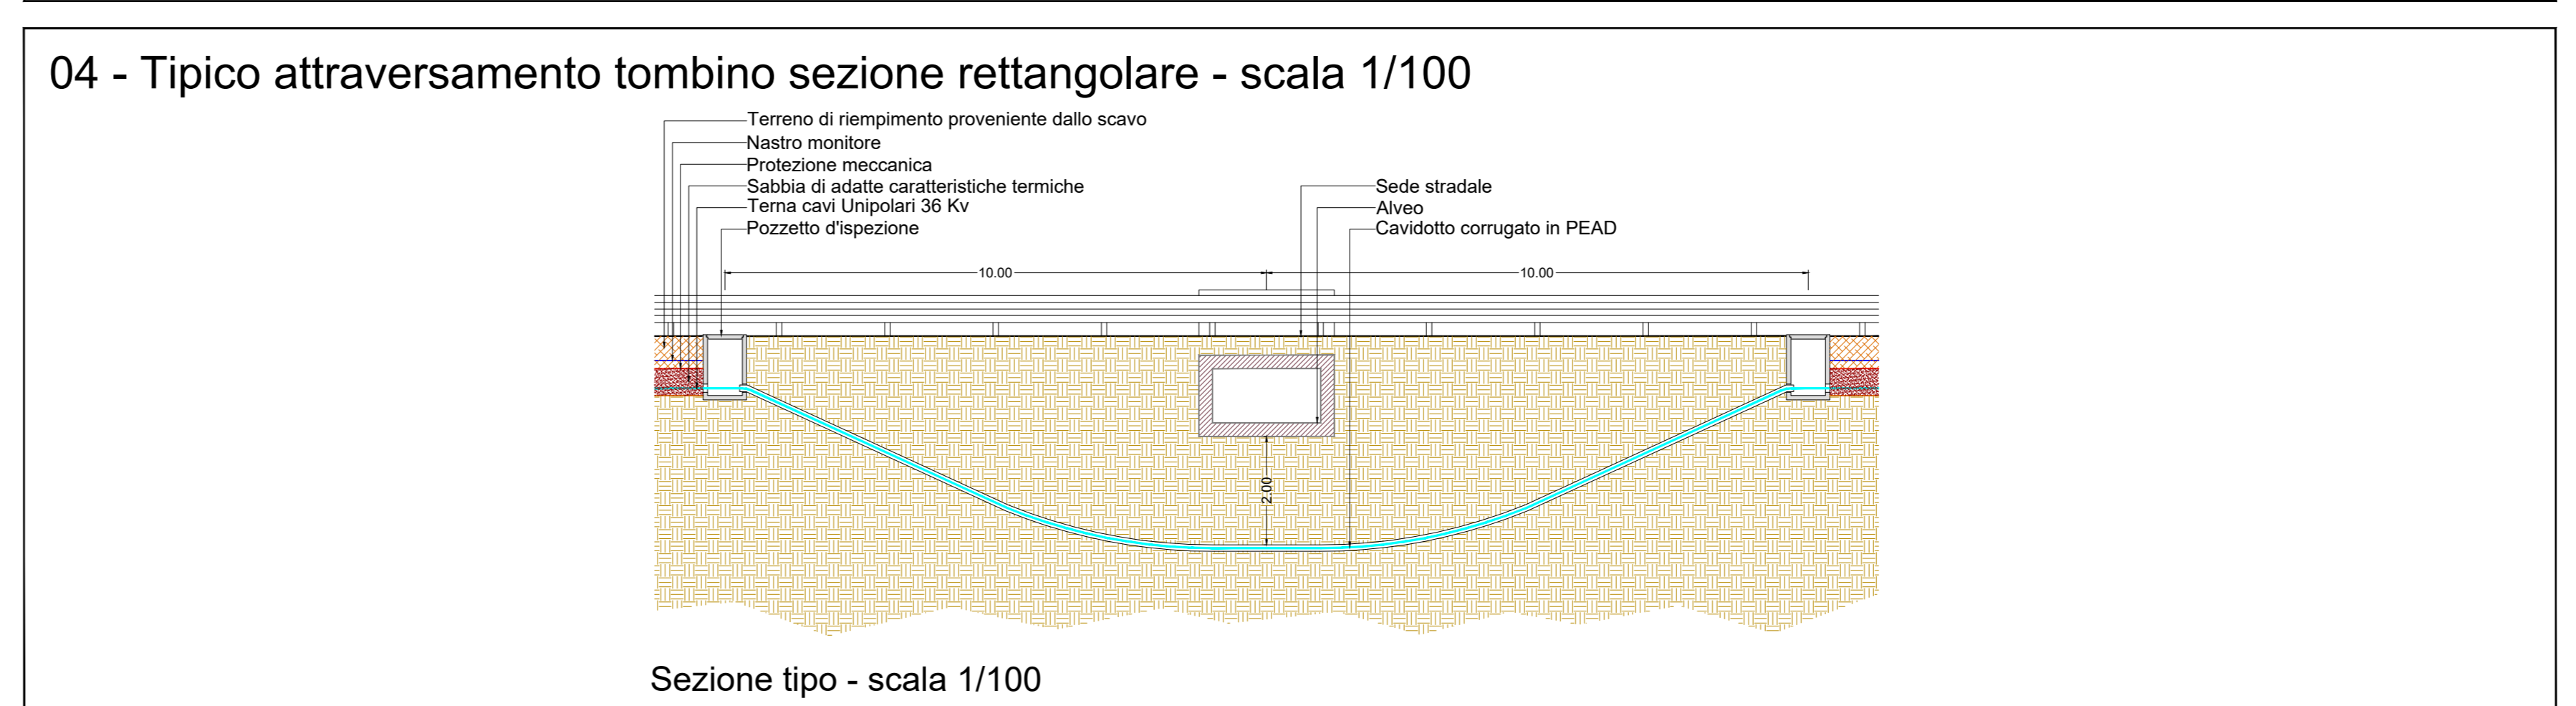 04 - Tipico attraversamento tombino sezione rettangolare - scala 1/100
Terreno di riempimento proveniente dallo scavo
Nastro monitore
Protezione meccanica
Sabbia di adatte caratteristiche termiche
Terna cavi Unipolari 36 Kv
Pozzetto d'ispezione
Sede stradale
Alveo
Cavidotto corrugato in PEAD
10.00
10.00
2.00
Sezione tipo - scala 1/100